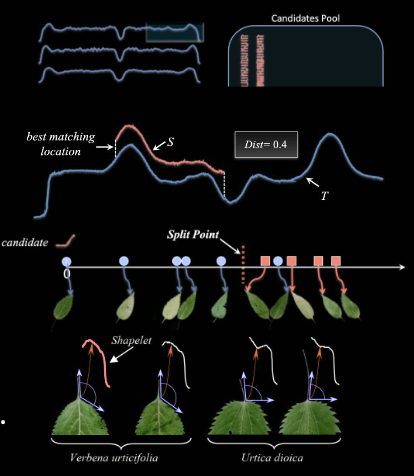 Candidates Pool
best matching
location
S
Dist= 0.4
T
candidate
Split Point
0
Shapelet
Verbena urticifolia
Urtica dioica